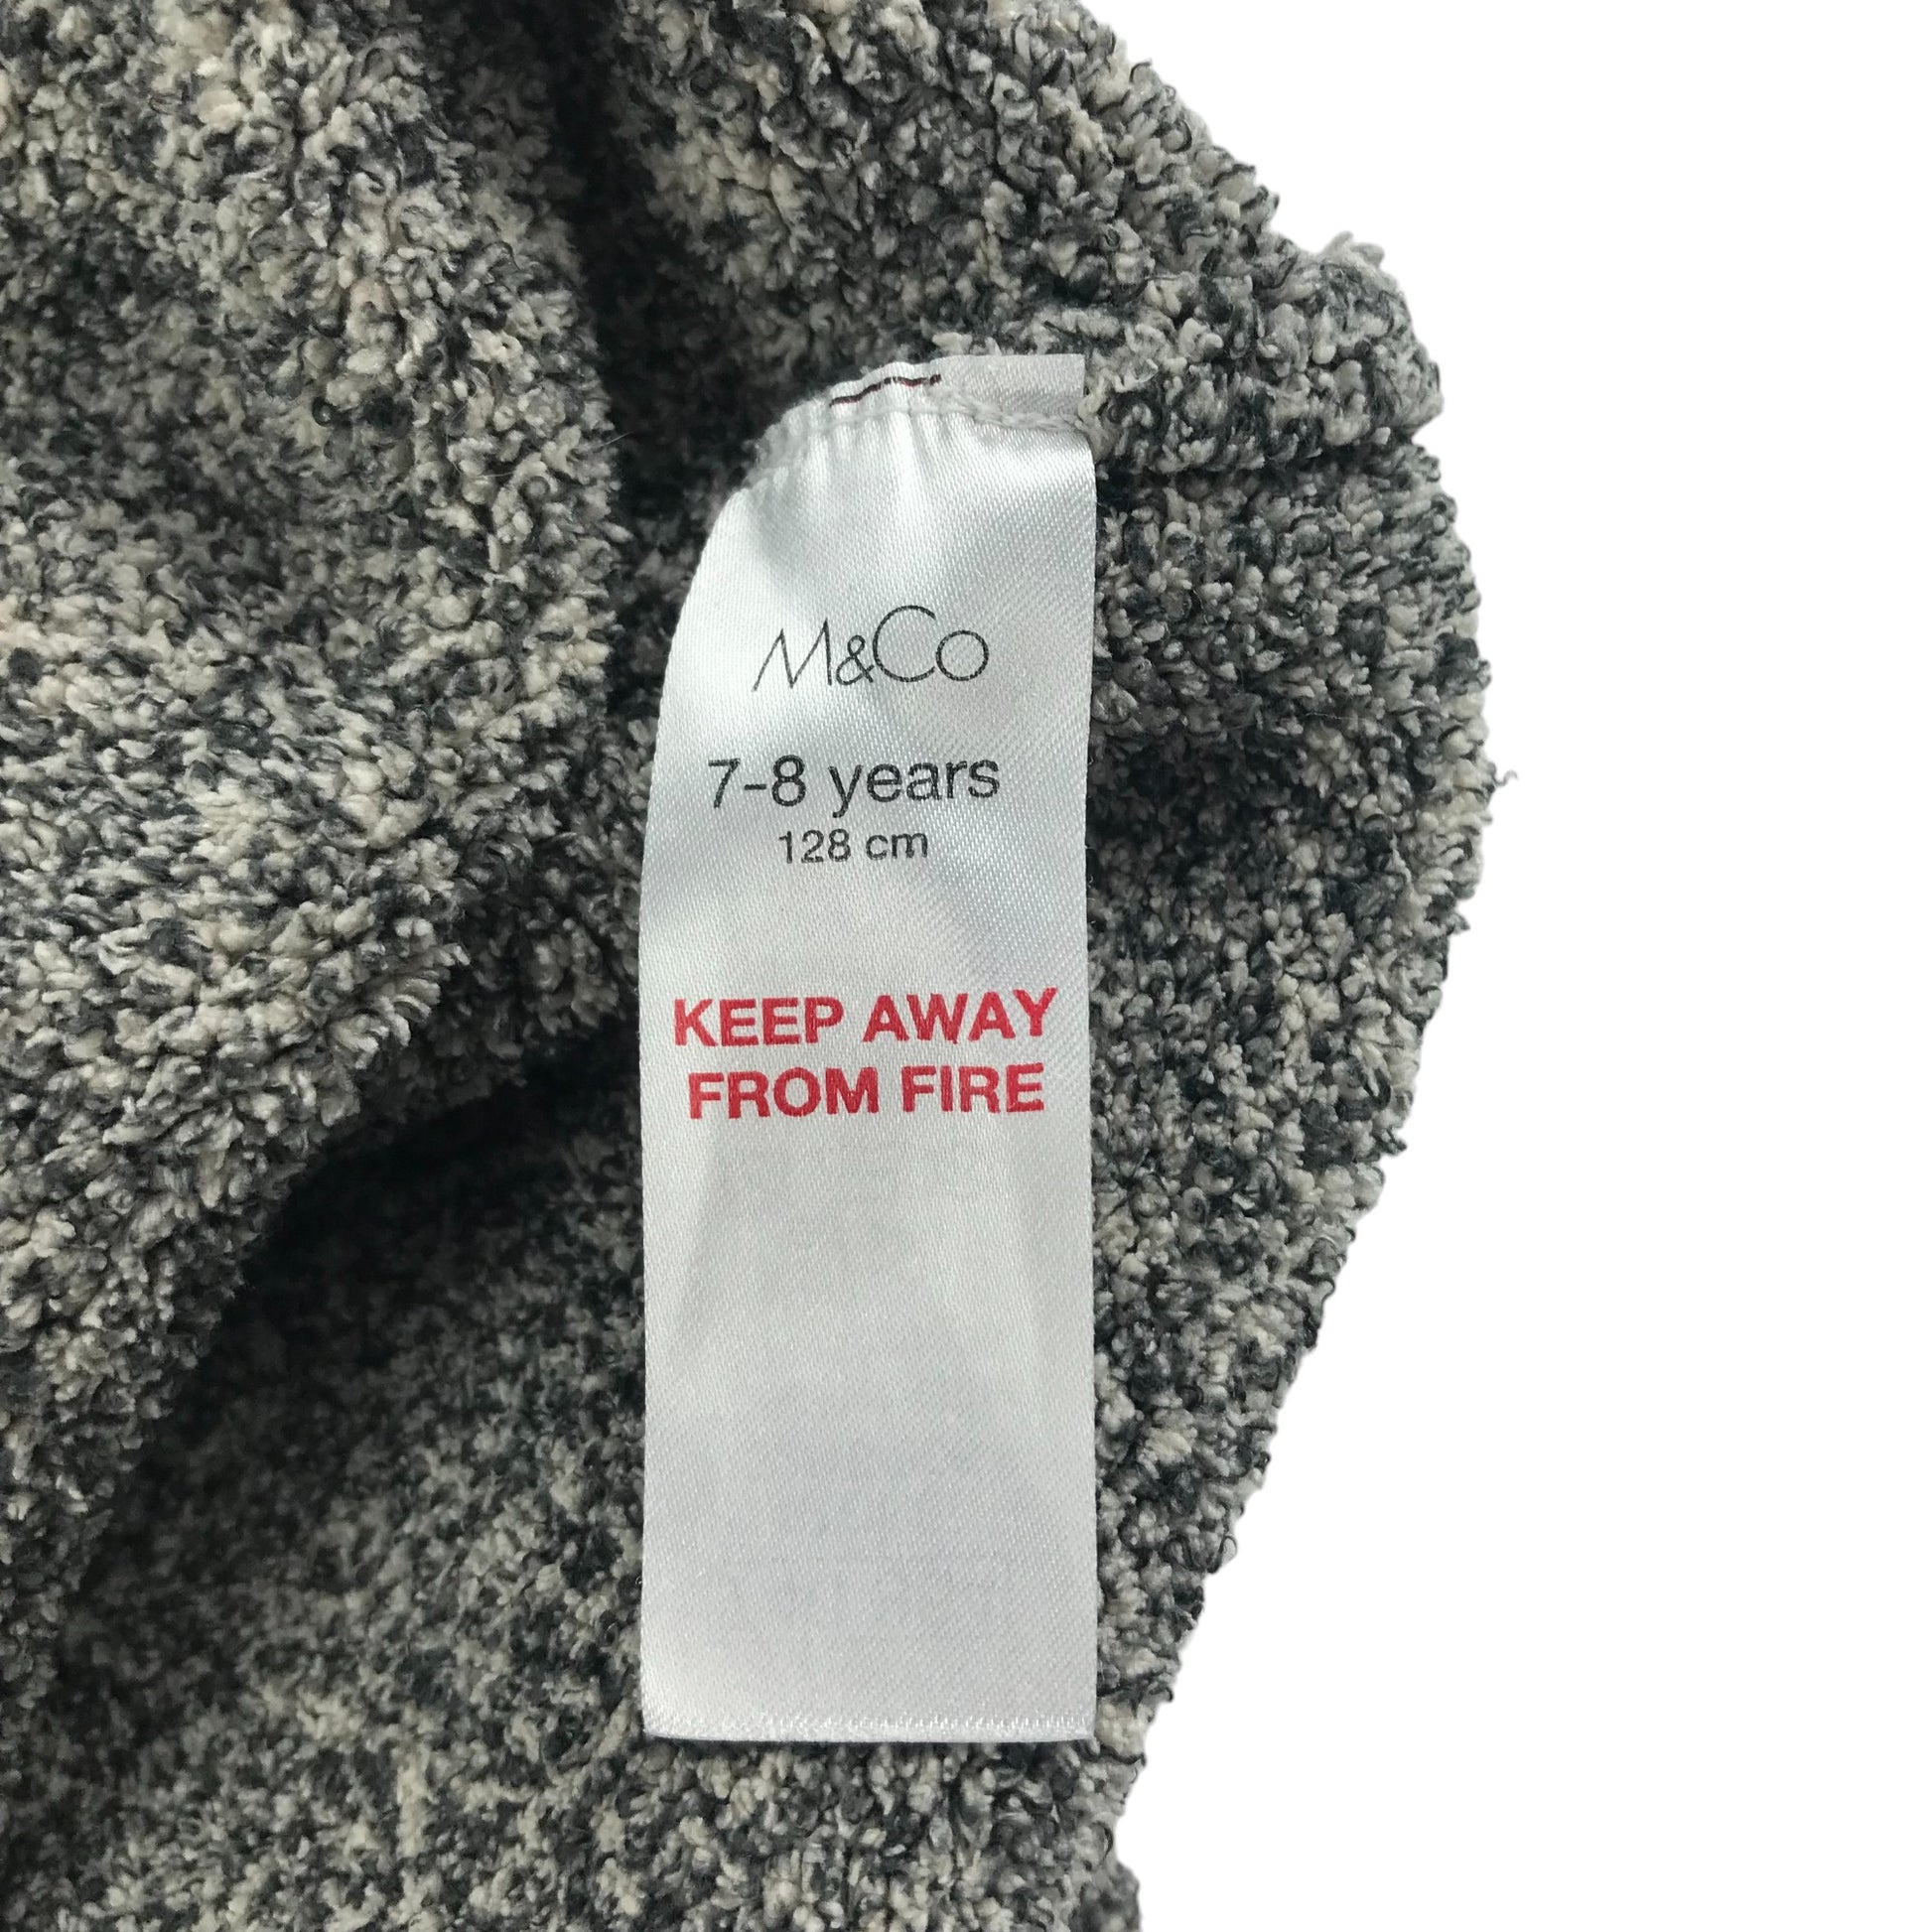 M&Co
7-8 years
128 cm
KEEP AWAY
FROM FIRE